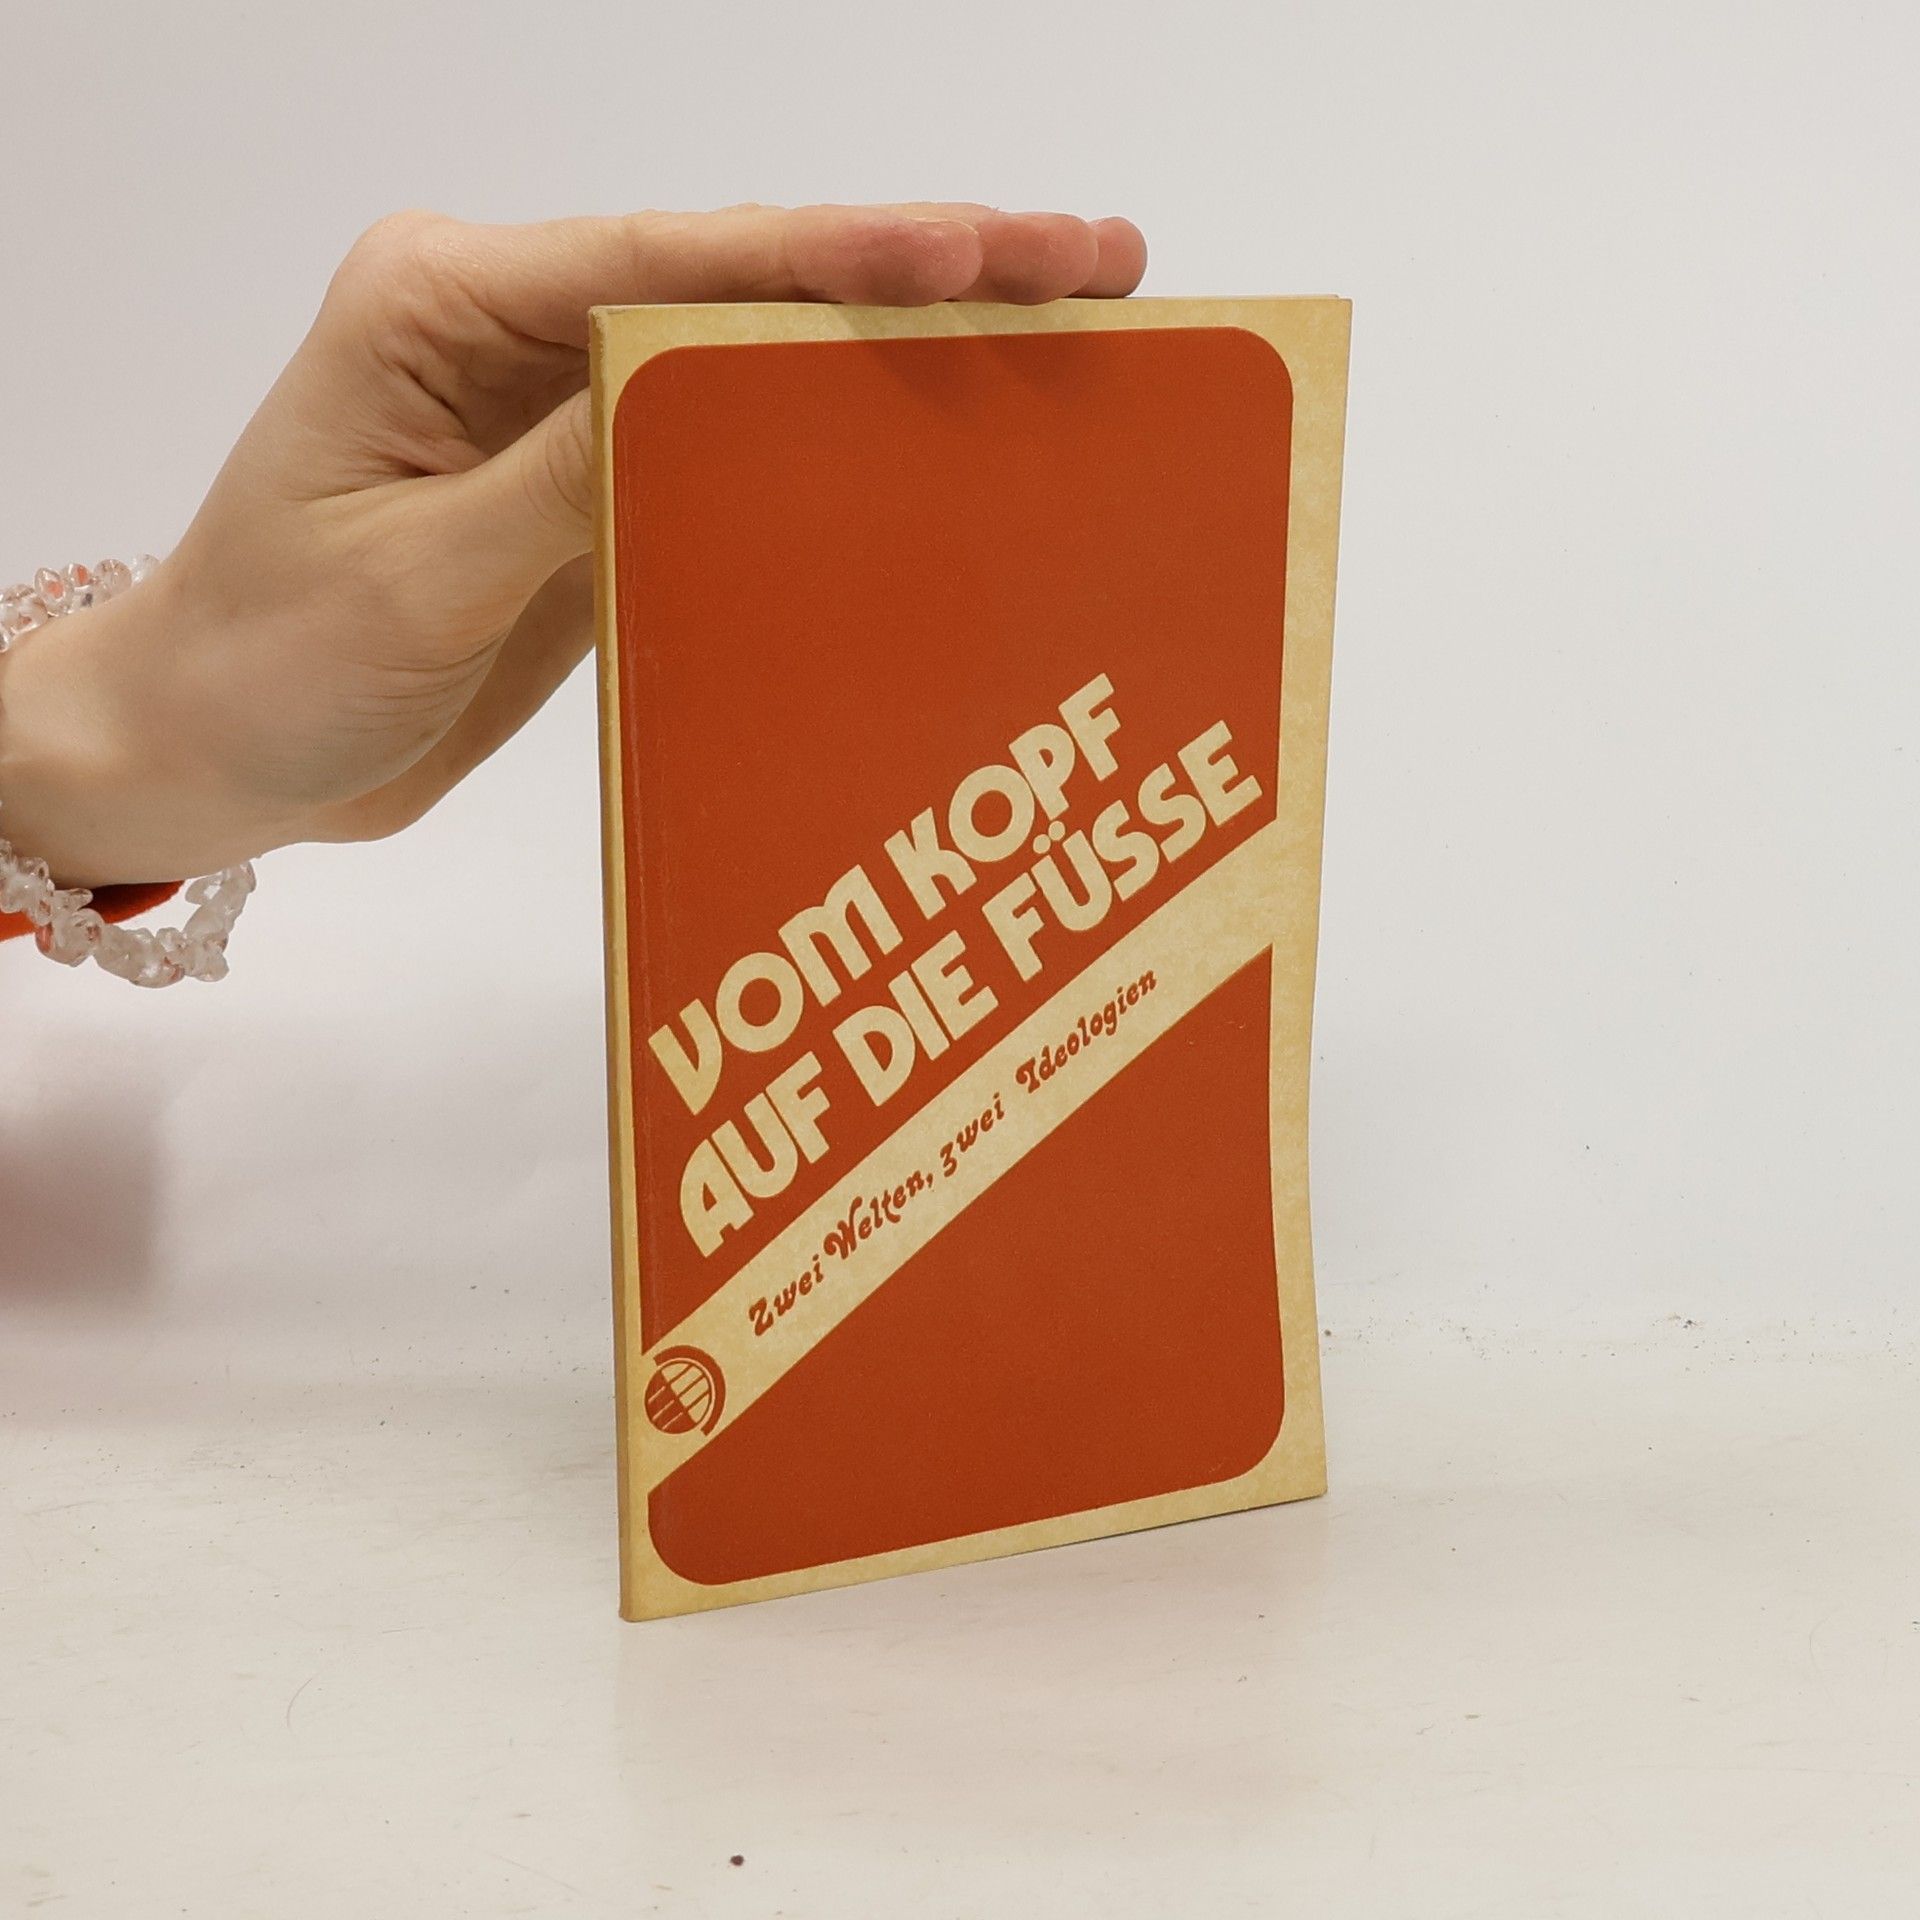 VOM KOPF
AUF DIE FÜSSE
Zwei Welten, zwei Ideologien